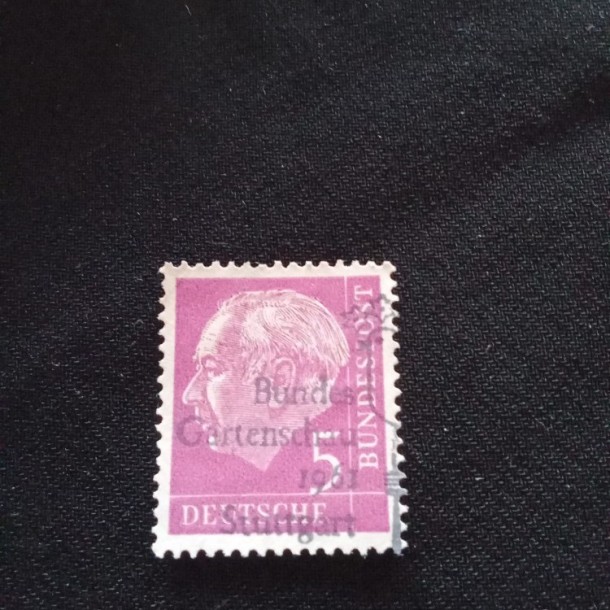 BUNDESPOST
Bundes
Gartenschau
5
1961
DEUTSCHE
Stuttgart